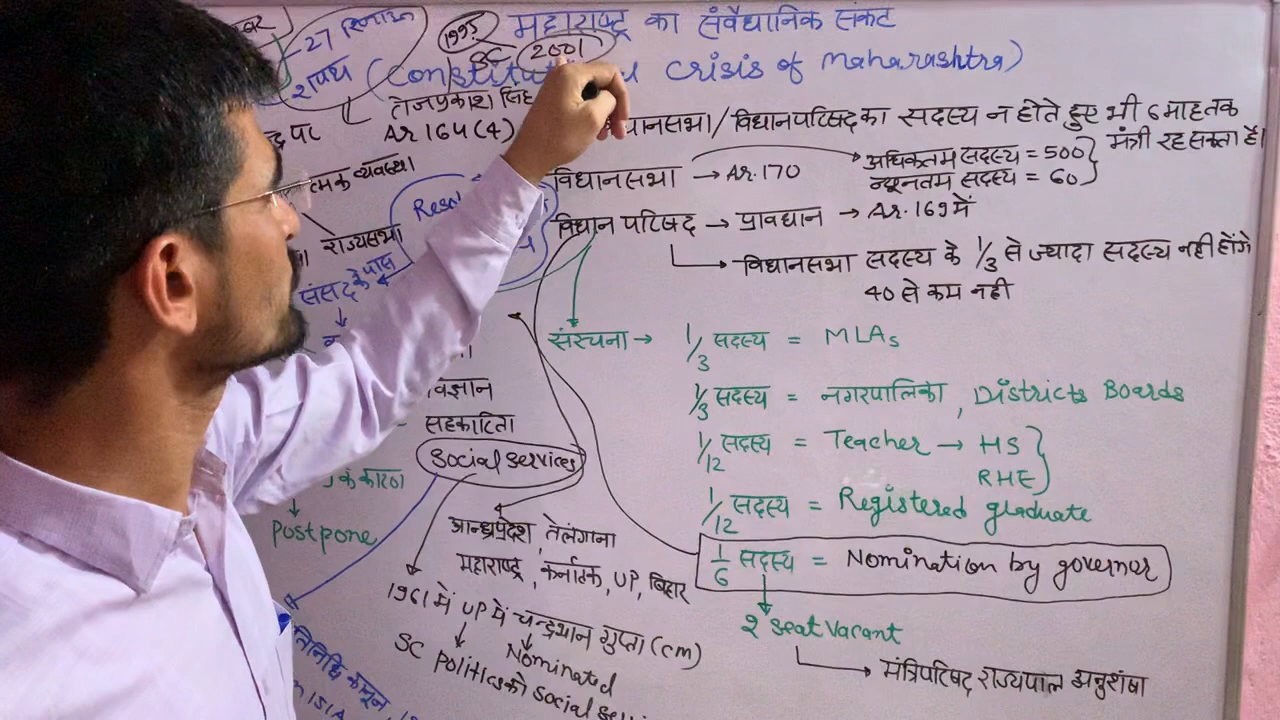 27 सितम्बर
शपथ
1995 महाराष्ट्र का संवैधानिक संकट
SC 2001
(Constitut crisis of Maharashtra)
तेजप्रकाश सिंह
Ar 164(4)
ानसभा/विधानपरिषद का सदस्य न होते हुए भी 6 माह तक
मंत्री रह सकता है।
विधानसभा → Ar.170
अधिकतम सदस्य = 500
न्यूनतम सदस्य = 60
विधान परिषद → प्रावधान → Ar.169 में
→ विधानसभा सदस्य के 1/3 से ज्यादा सदस्य नहीं होंगे
40 से कम नहीं
राज्यसभा
संसद के पास
संरचना → 1/3 सदस्य = MLAs
1/3 सदस्य = नगरपालिका, Districts Boards
1/12 सदस्य = Teacher → HS
RHE
1/12 सदस्य = Registered graduate
1/6 सदस्य = Nomination by governor
2 seat vacant
→ मंत्रिपरिषद राज्यपाल अनुशंषा
विज्ञान
सहकारिता
Social services
के कारण
Postpone
आन्ध्रप्रदेश, तेलंगाना
महाराष्ट्र, कर्नाटक, UP, बिहार
1961 में UP में चन्द्रभान गुप्ता (cm)
Nominated
SC Politics को Social